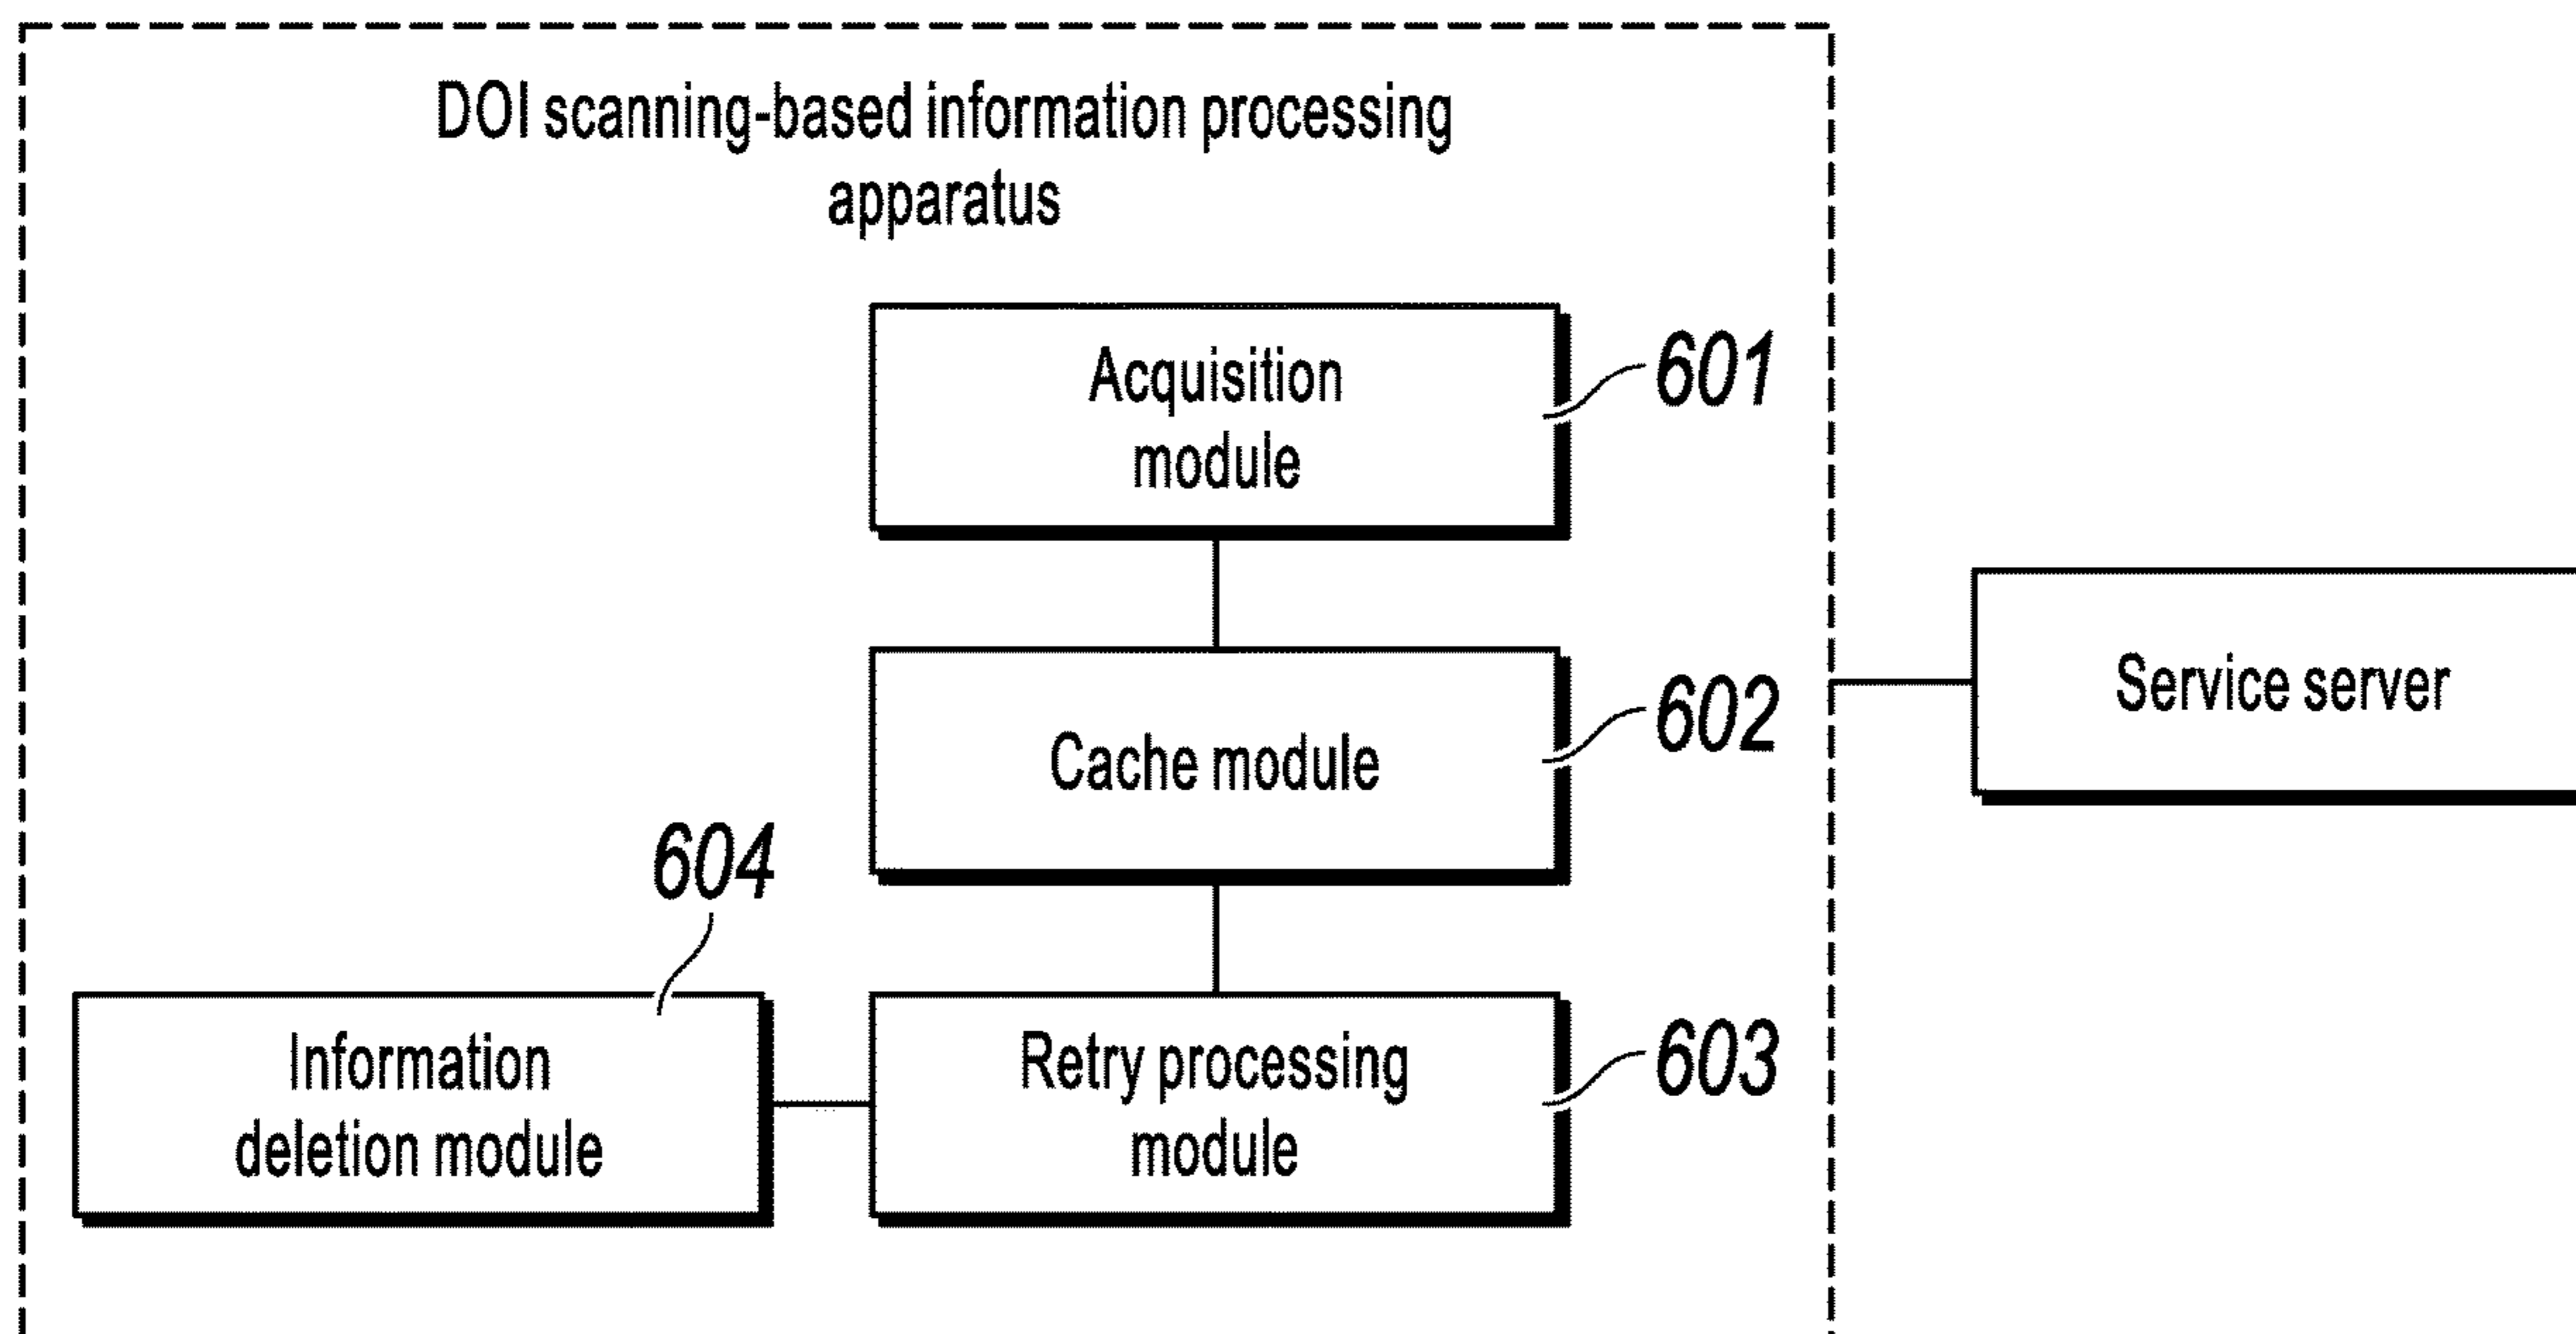 DOI scanning-based information processing
apparatus
Acquisition
module
601
Cache module
602
Service server
604
Information
deletion module
Retry processing
module
603